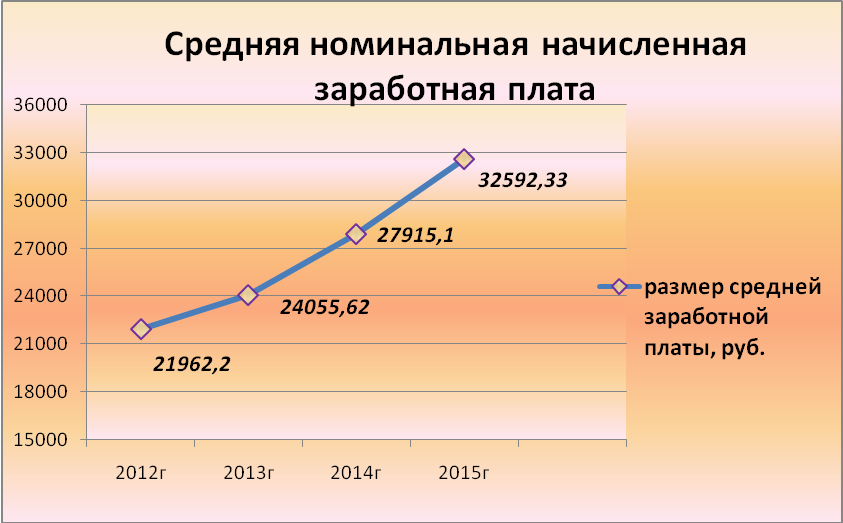 Средняя номинальная начисленная
заработная плата
36000
33000
30000
27000
24000
21000
18000
15000
32592,33
27915,1
24055,62
21962,2
2012г
2013г
2014г
2015г
размер средней
заработной
платы, руб.